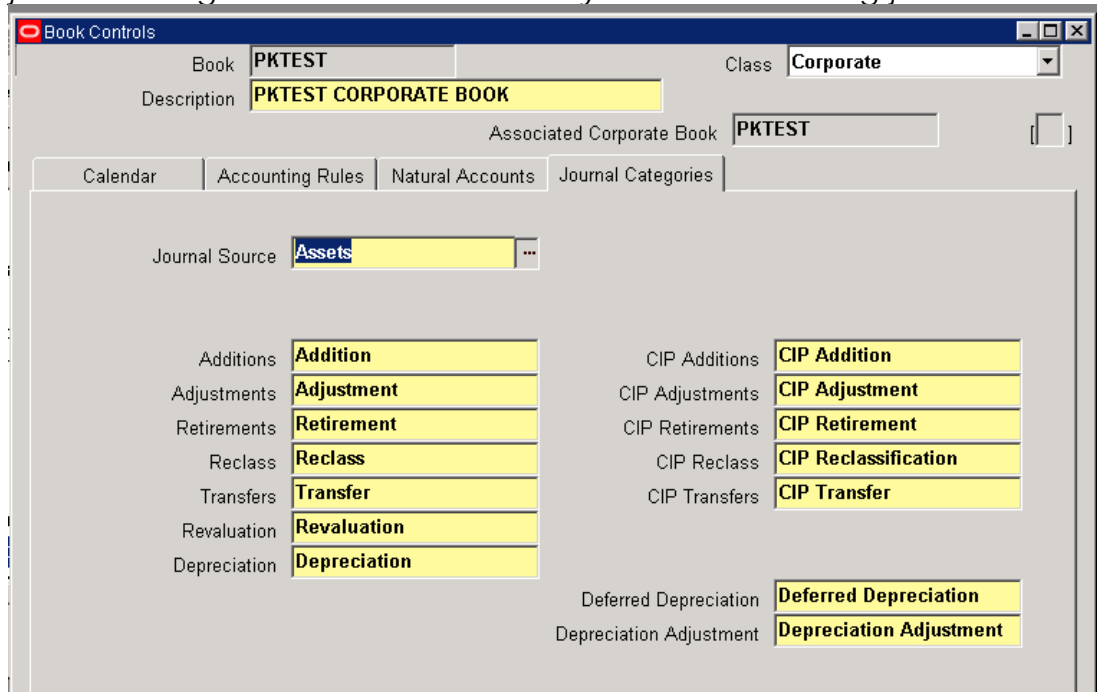 Book Controls
Book PKTEST Class Corporate
Description PKTEST CORPORATE BOOK
Associated Corporate Book PKTEST [ ]
Calendar Accounting Rules Natural Accounts Journal Categories
Journal Source Assets ...
Additions Addition CIP Additions CIP Addition
Adjustments Adjustment CIP Adjustments CIP Adjustment
Retirements Retirement CIP Retirements CIP Retirement
Reclass Reclass CIP Reclass CIP Reclassification
Transfers Transfer CIP Transfers CIP Transfer
Revaluation Revaluation
Depreciation Depreciation
Deferred Depreciation Deferred Depreciation
Depreciation Adjustment Depreciation Adjustment